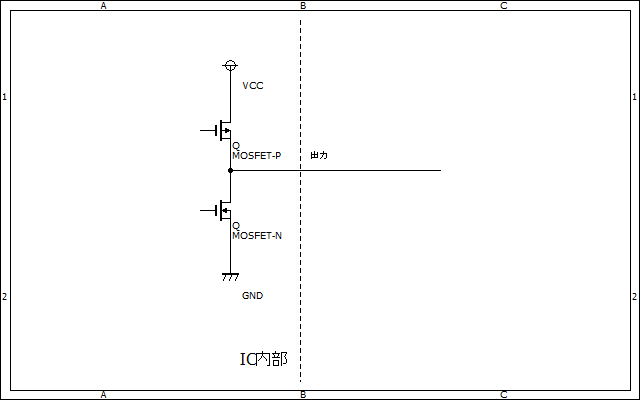 A B C
1 1
VCC
Q
MOSFET-P
出力
Q
MOSFET-N
2 2
GND
IC内部
A B C